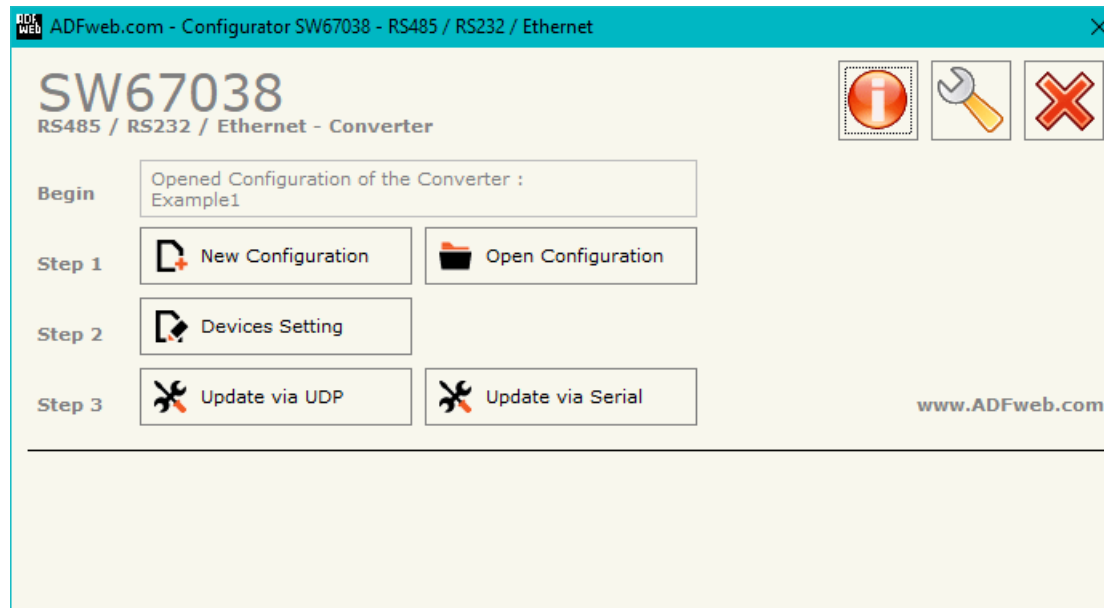 ADF
WEB
ADFweb.com - Configurator SW67038 - RS485 / RS232 / Ethernet
SW67038
RS485 / RS232 / Ethernet - Converter
Begin
Opened Configuration of the Converter :
Example1
Step 1
New Configuration
Open Configuration
Step 2
Devices Setting
Step 3
Update via UDP
Update via Serial
www.ADFweb.com